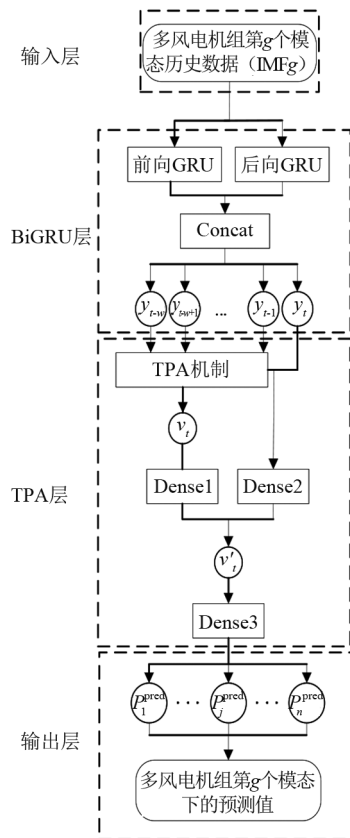 输入层
多风电机组第g个模
态历史数据（IMFg）
BiGRU层
前向GRU 后向GRU
Concat
y_{t-w} y_{t-w+1} ... y_{t-1} y_t
TPA层
TPA机制
v_t
Dense1 Dense2
v'_t
Dense3
输出层
P_1^{pred} ··· P_j^{pred} ··· P_n^{pred}
多风电机组第g个模态
下的预测值